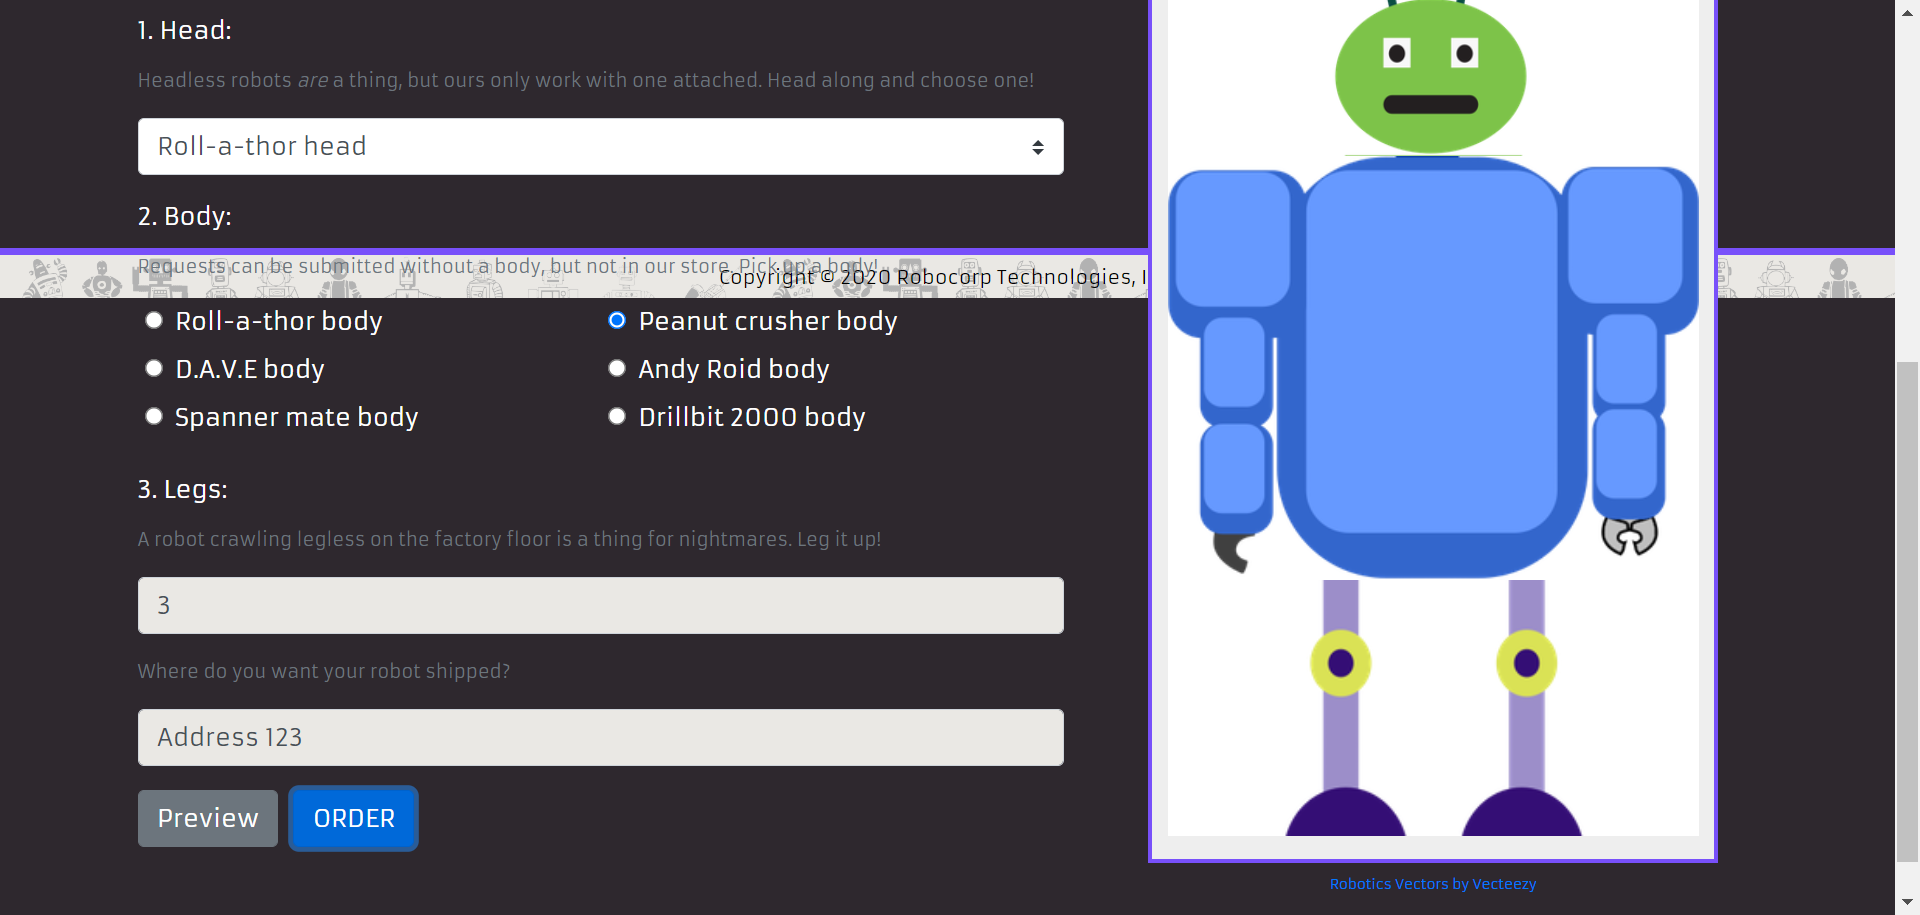 1. Head:
Headless robots are a thing, but ours only work with one attached. Head along and choose one!
Roll-a-thor head
2. Body:
Requests can be submitted without a body, but not in our store. Pick up a body!
Copyright © 2020 Robocorp Technologies, I
Roll-a-thor body
Peanut crusher body
D.A.V.E body
Andy Roid body
Spanner mate body
Drillbit 2000 body
3. Legs:
A robot crawling legless on the factory floor is a thing for nightmares. Leg it up!
3
Where do you want your robot shipped?
Address 123
Preview
ORDER
Robotics Vectors by Vecteezy